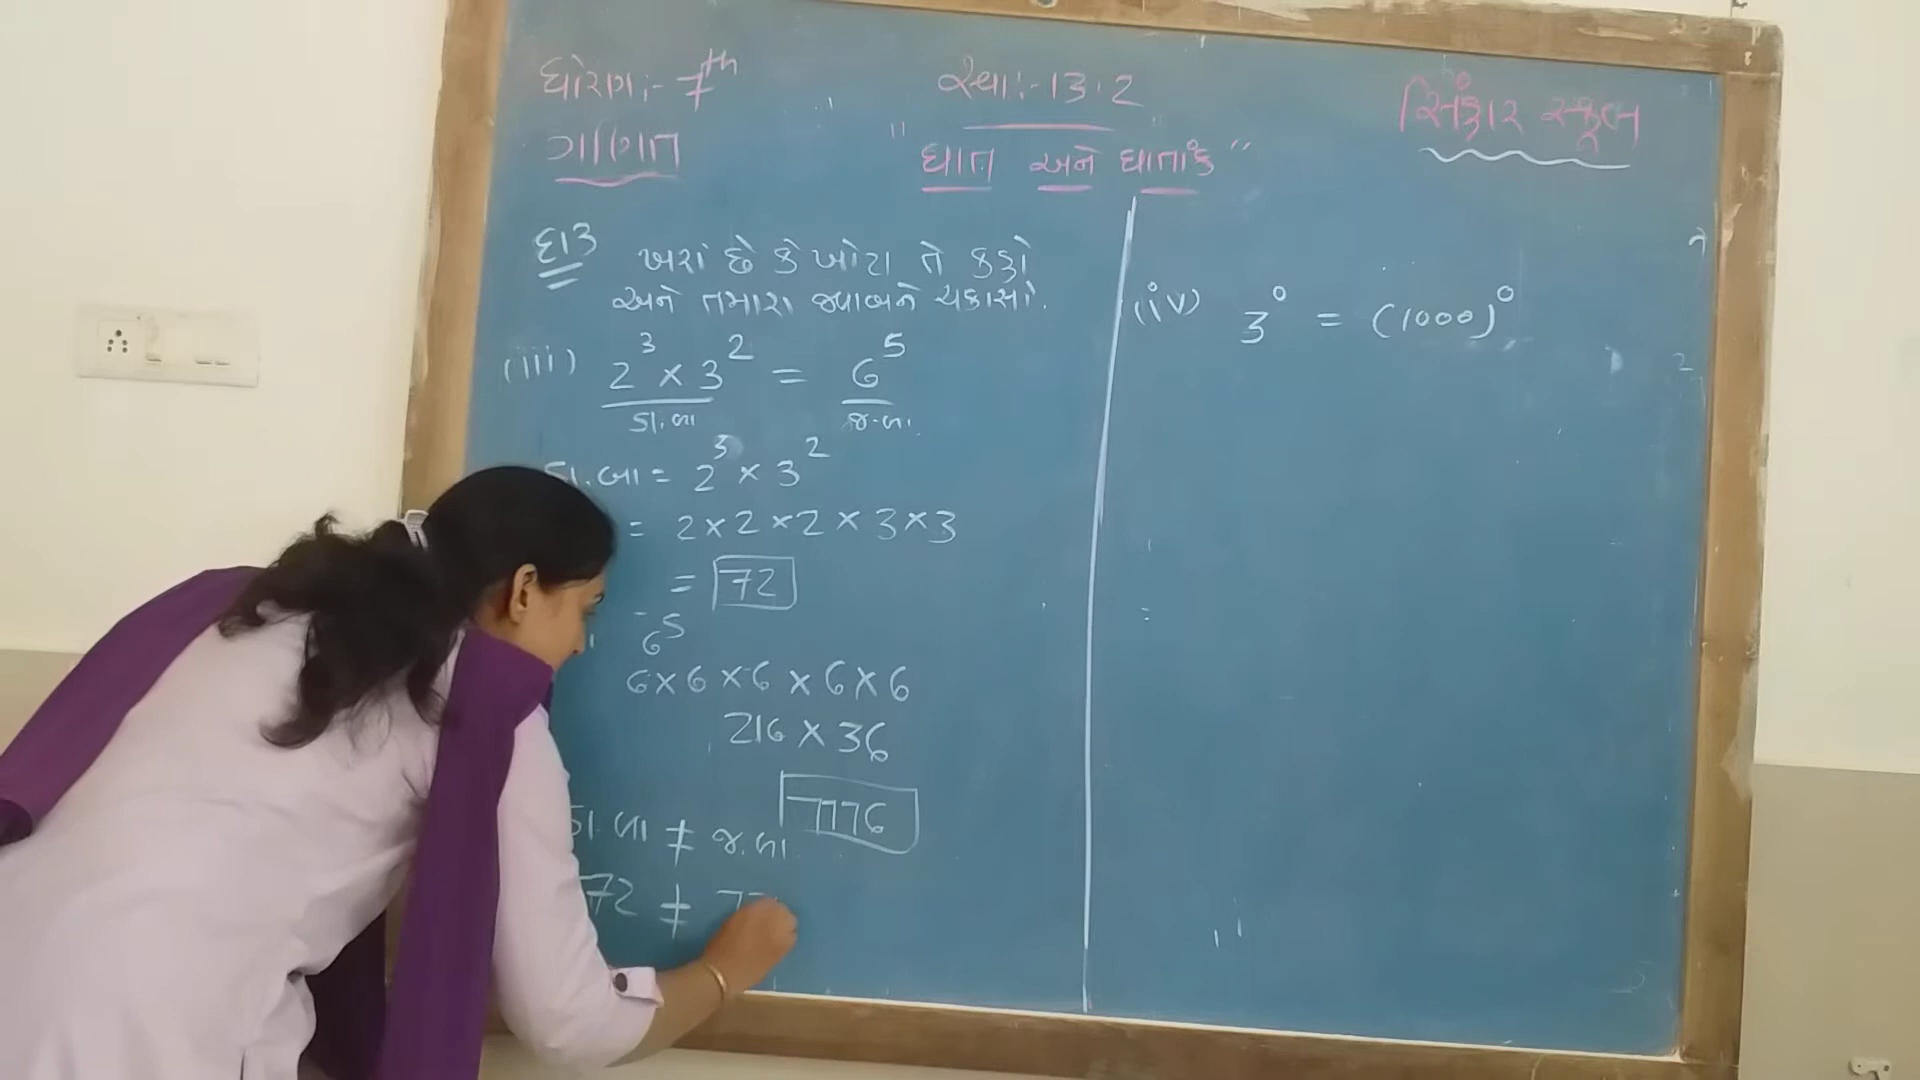 ધોરણ:- 7th
ગણિત
સ્વા:-13.2
"ઘાત અને ઘાતાંક"
સ્કૂલ
દા3 ખરાં છે કે ખોટા તે કહો
અને તમારા જવાબને ચકાસો.
(iii) 2³ × 3² = 6⁵
ડા.બા જ.બા.
ડા.બા = 2³ × 3²
= 2 × 2 × 2 × 3 × 3
= 72
6⁵
6 × 6 × 6 × 6 × 6
216 × 36
7776
ડા.બા ≠ જ.બા
72 ≠ 77
(iv) 3⁰ = (1000)⁰